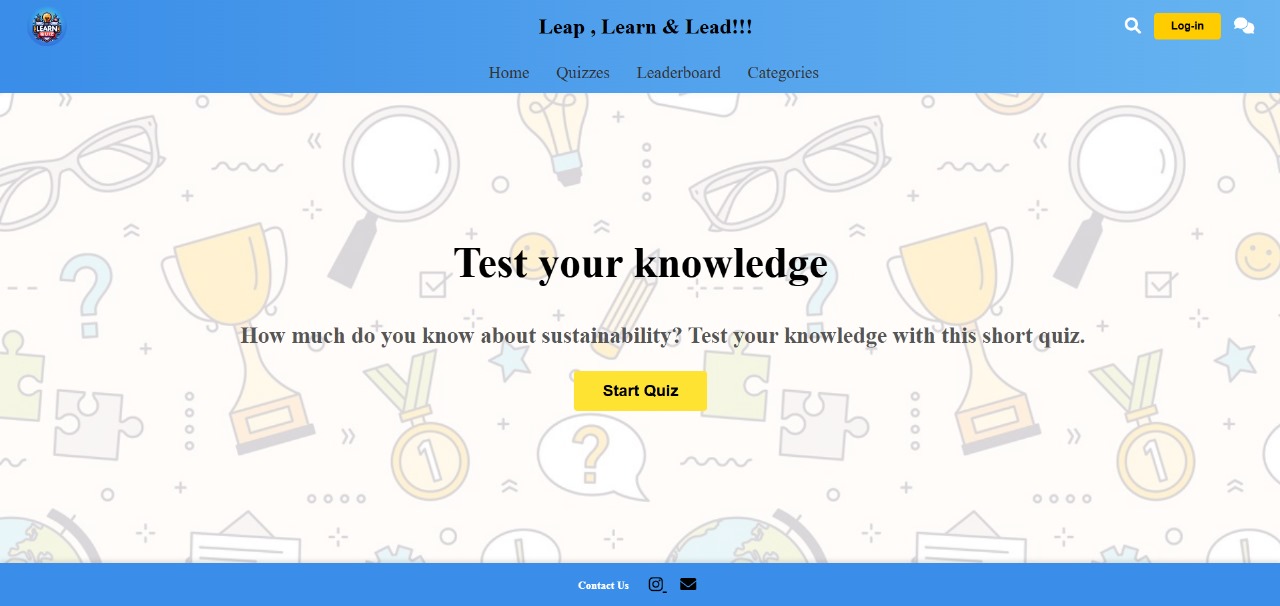 LEARN
Leap , Learn & Lead!!!
Log-in
Home Quizzes Leaderboard Categories
Test your knowledge
How much do you know about sustainability? Test your knowledge with this short quiz.
Start Quiz
Contact Us